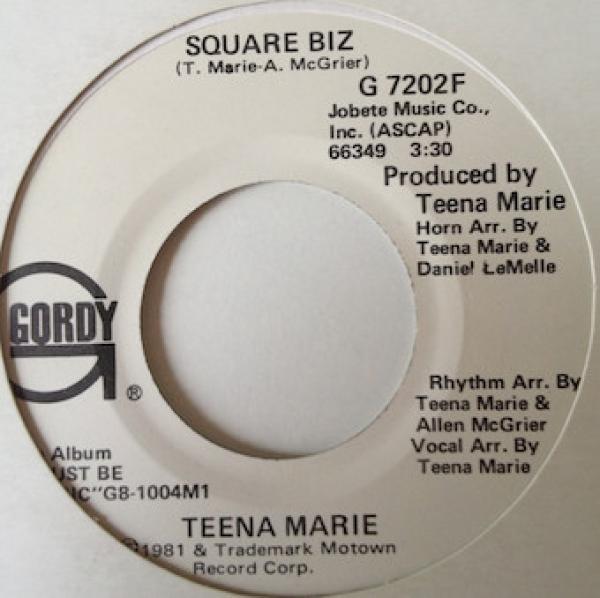 SQUARE BIZ
(T. Marie-A. McGrier)
G 7202F
Jobete Music Co.,
Inc. (ASCAP)
66349 3:30
Produced by
Teena Marie
Horn Arr. By
Teena Marie &
Daniel LeMelle
GORDY
®
Rhythm Arr. By
Teena Marie &
Allen McGrier
Vocal Arr. By
Teena Marie
Album
UST BE
IC"G8-1004M1
TEENA MARIE
℗1981 & Trademark Motown
Record Corp.